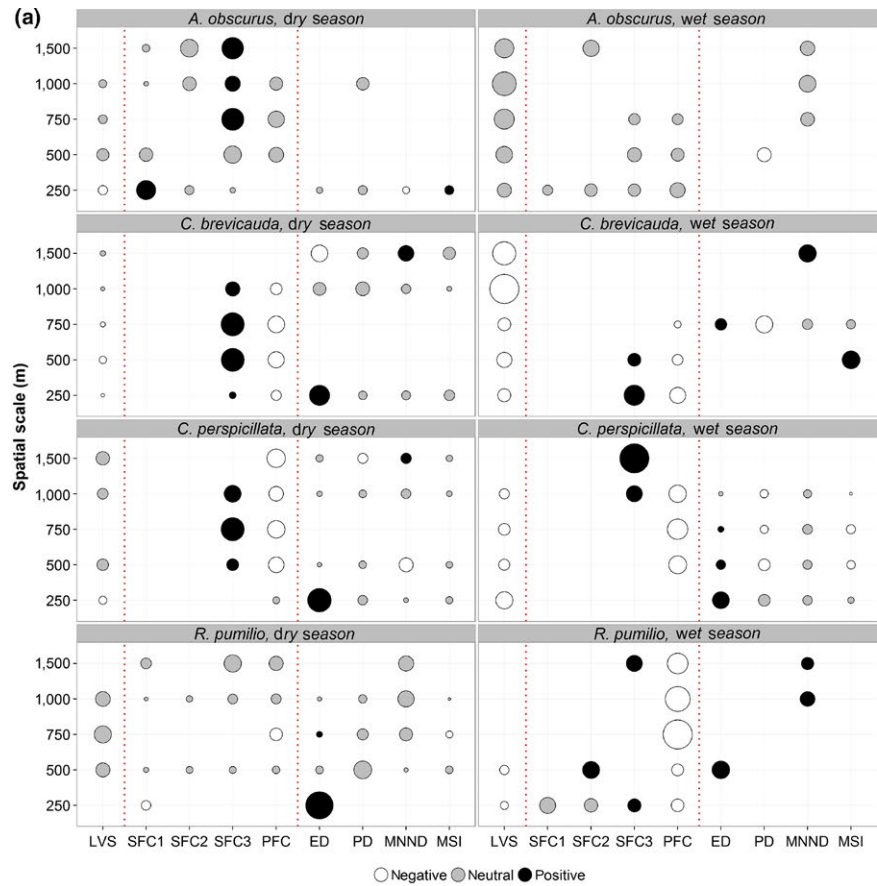 (a)
A. obscurus, dry season
A. obscurus, wet season
1,500
1,000
750
500
250
C. brevicauda, dry season
C. brevicauda, wet season
1,500
1,000
750
500
250
Spatial scale (m)
C. perspicillata, dry season
C. perspicillata, wet season
1,500
1,000
750
500
250
R. pumilio, dry season
R. pumilio, wet season
1,500
1,000
750
500
250
LVS SFC1 SFC2 SFC3 PFC ED PD MNND MSI
LVS SFC1 SFC2 SFC3 PFC ED PD MNND MSI
Negative Neutral Positive